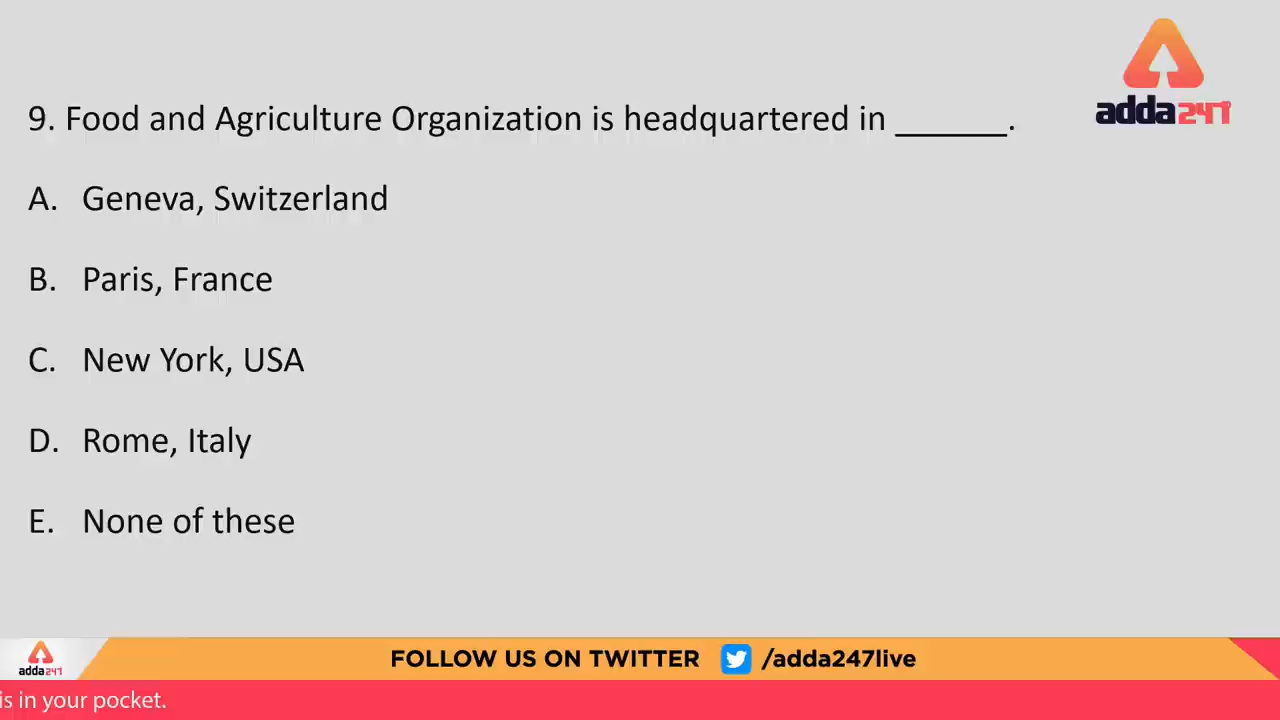 adda247
9. Food and Agriculture Organization is headquartered in ______.
A. Geneva, Switzerland
B. Paris, France
C. New York, USA
D. Rome, Italy
E. None of these
adda247
FOLLOW US ON TWITTER /adda247live
is in your pocket.